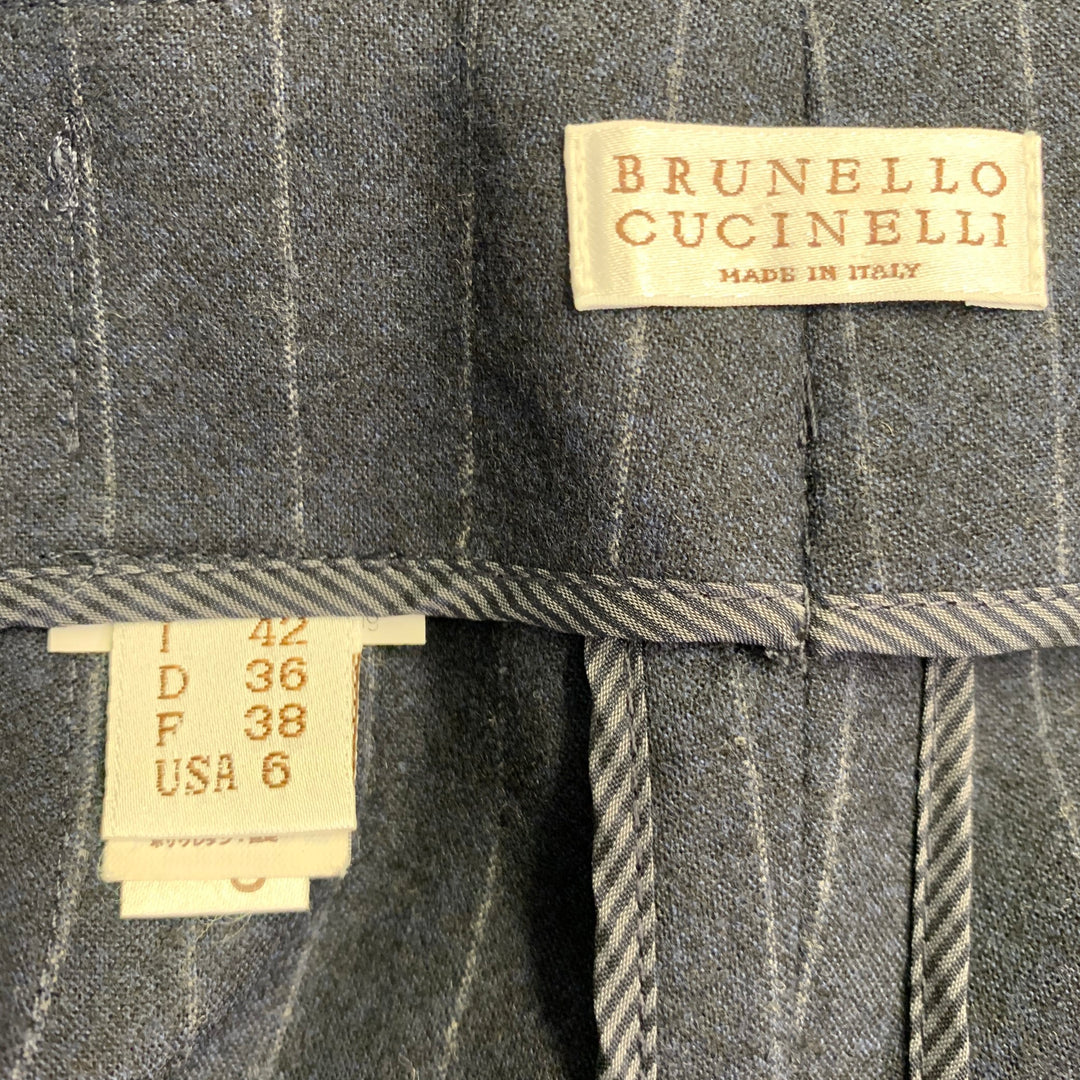 BRUNELLO
CUCINELLI
MADE IN ITALY
I 42
D 36
F 38
USA 6